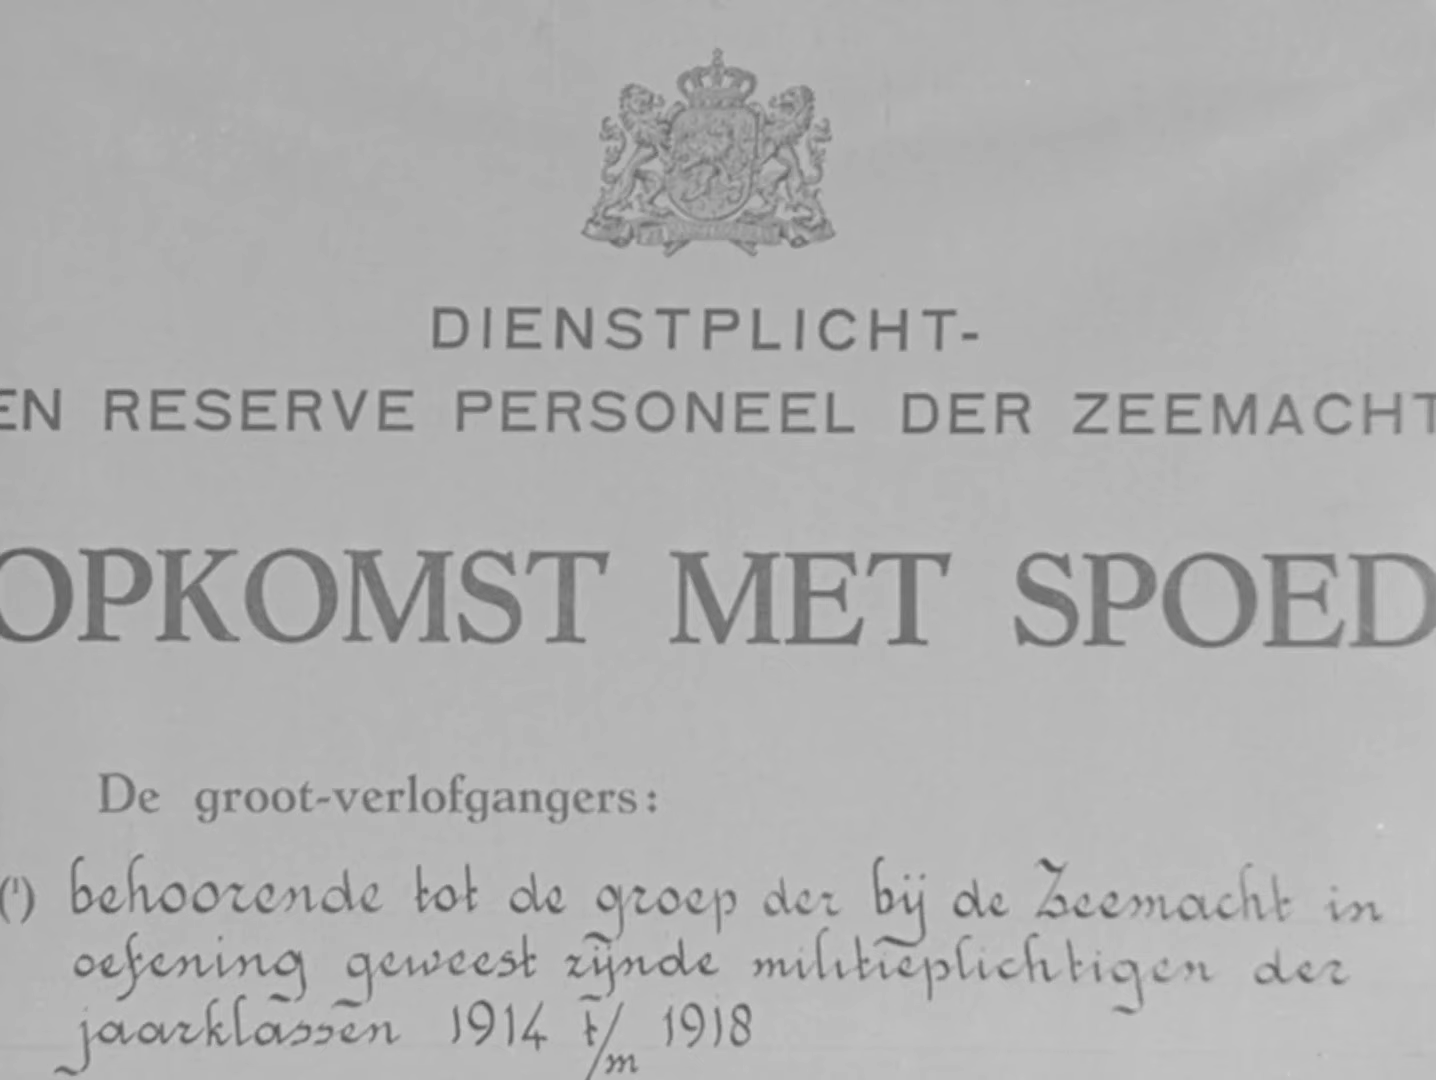 DIENSTPLICHT-
EN RESERVE PERSONEEL DER ZEEMACHT
OPKOMST MET SPOED
De groot-verlofgangers:
(1) behoorende tot de groep der bij de Zeemacht in
oefening geweest zijnde militieplichtigen der
jaarklassen 1914 t/m 1918